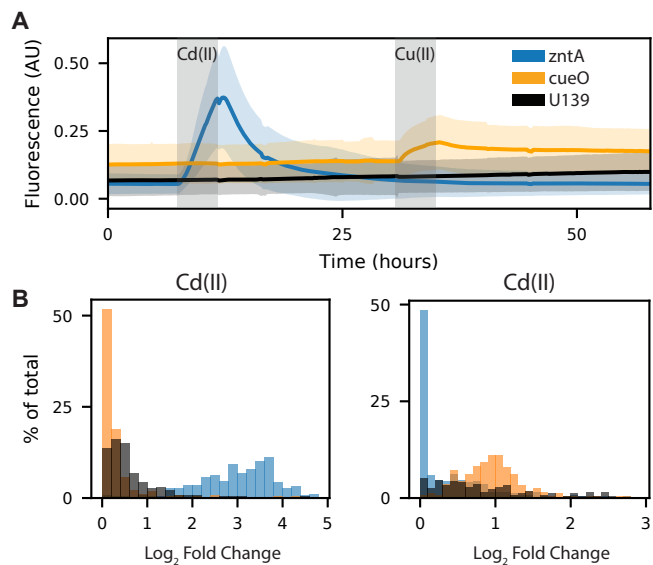 A
Fluorescence (AU)
0.50
0.25
0.00
Cd(II)
Cu(II)
zntA
cueO
U139
0
25
50
Time (hours)
B
Cd(II)
% of total
50
25
0
0
1
2
3
4
5
Log₂ Fold Change
Cd(II)
50
25
0
0
1
2
3
Log₂ Fold Change